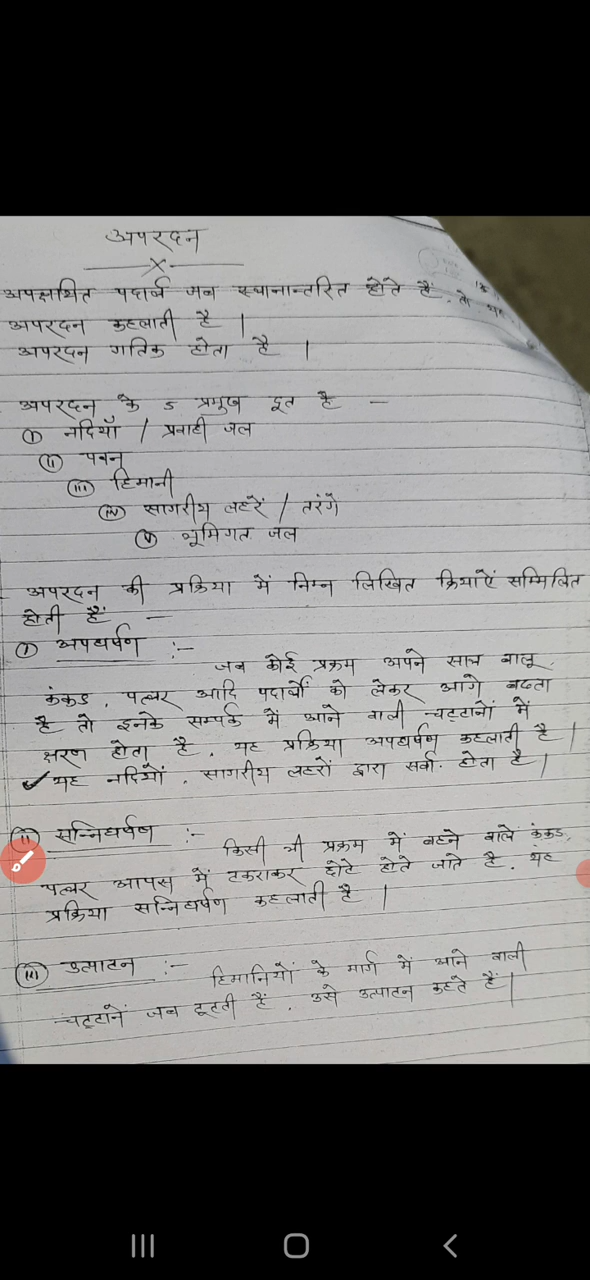 अपरदन
x
अपक्षयित पदार्थ जब स्थानान्तरित होते हैं, तो यह
अपरदन कहलाती है |
अपरदन गतिक होता है |
अपरदन के 5 प्रमुख दूत है –
(i) नदियाँ / प्रवाही जल
(ii) पवन
(iii) हिमानी
(iv) सागरीय लहरें / तरंगे
(v) भूमिगत जल
अपरदन की प्रक्रिया में निम्न लिखित क्रियाऐं सम्मिलित
होती हैं –
(i) अपघर्षण :-
जब कोई प्रक्रम अपने साथ बालू,
कंकड, पत्थर आदि पदार्थों को लेकर आगे बढता
है तो इनके सम्पर्क में आने वाली चट्टानों में
क्षरण होता है, यह प्रक्रिया अपघर्षण कहलाती है |
✓ यह नदियों, सागरीय लहरों द्वारा सर्वा. होता है |
(ii) सन्निघर्षण :-
किसी भी प्रक्रम में बहने वाले कंकड,
पत्थर आपस में टकराकर छोटे होते जाते है, यह
प्रक्रिया सन्निघर्षण कहलाती है |
(iii) उत्पाटन :-
हिमानियों के मार्ग में आने वाली
चट्टानें जब टूटती हैं, उसे उत्पाटन कहते हैं |